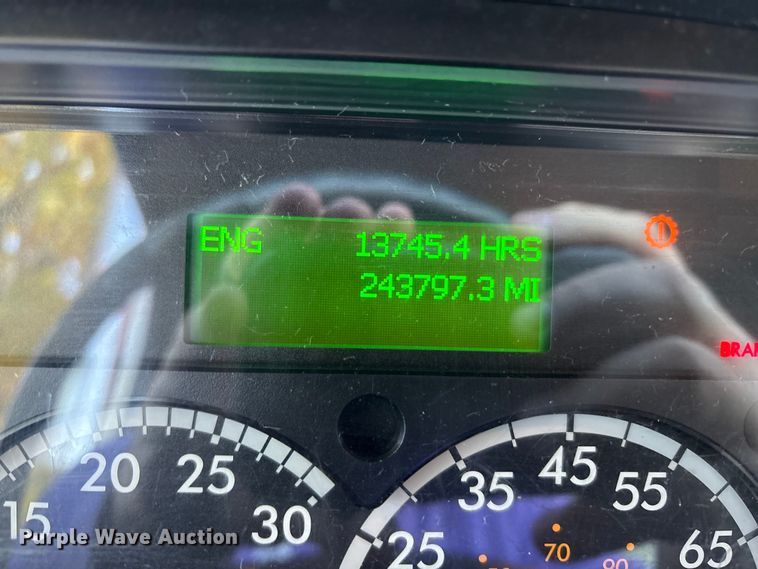 ENG 13745.4 HRS
243797.3 MI
BRA
15 20 25 30
25 35 45 55 65
70
Purple Wave Auction